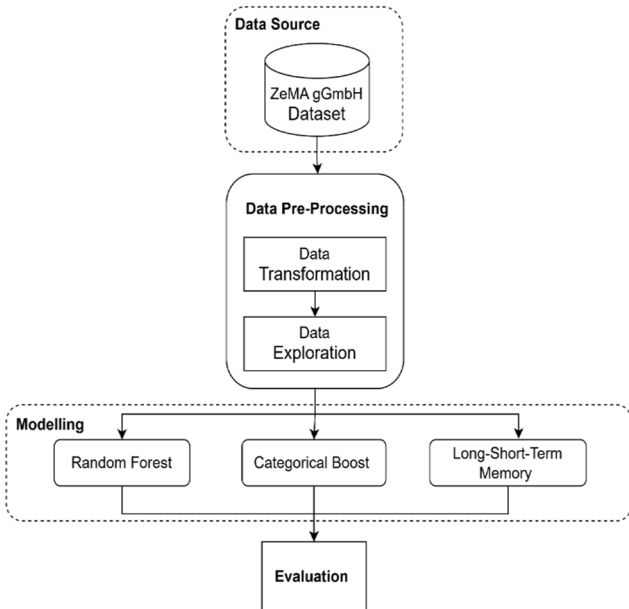 Data Source
ZeMA gGmbH
Dataset
Data Pre-Processing
Data
Transformation
Data
Exploration
Modelling
Random Forest
Categorical Boost
Long-Short-Term
Memory
Evaluation